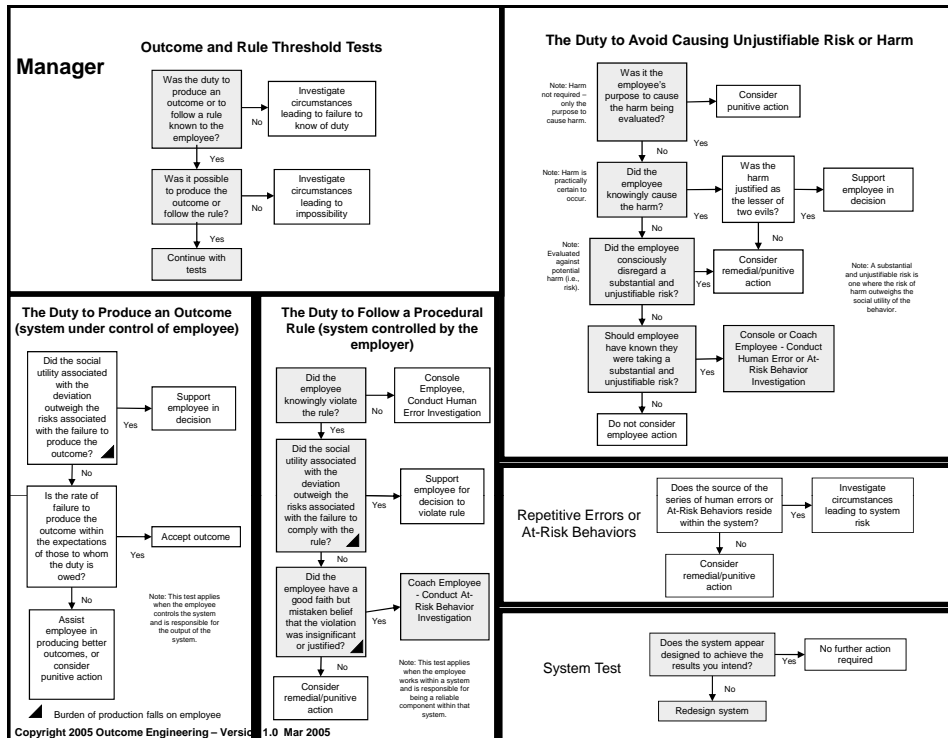 Manager
Outcome and Rule Threshold Tests
Was the duty to
produce an
outcome or to
follow a rule
known to the
employee?
No
Investigate
circumstances
leading to failure to
know of duty
Yes
Was it possible
to produce the
outcome or
follow the rule?
No
Investigate
circumstances
leading to
impossibility
Yes
Continue with
tests
The Duty to Avoid Causing Unjustifiable Risk or Harm
Note: Harm
not required –
only the
purpose to
cause harm.
Was it the
employee's
purpose to cause
the harm being
evaluated?
Yes
Consider
punitive action
No
Note: Harm is
practically
certain to
occur.
Did the
employee
knowingly cause
the harm?
Yes
Was the
harm
justified as
the lesser of
two evils?
Yes
Support
employee in
decision
No
No
Note:
Evaluated
against
potential
harm (i.e.,
risk).
Did the employee
consciously
disregard a
substantial and
unjustifiable risk?
Yes
Consider
remedial/punitive
action
Note: A substantial
and unjustifiable risk is
one where the risk of
harm outweighs the
social utility of the
behavior.
No
Should employee
have known they
were taking a
substantial and
unjustifiable risk?
Yes
Console or Coach
Employee - Conduct
Human Error or At-
Risk Behavior
Investigation
No
Do not consider
employee action
The Duty to Produce an Outcome
(system under control of employee)
Did the social
utility associated
with the
deviation
outweigh the
risks associated
with the failure to
produce the
outcome?
Yes
Support
employee in
decision
No
Is the rate of
failure to
produce the
outcome within
the expectations
of those to whom
the duty is
owed?
Yes
Accept outcome
No
Assist
employee in
producing better
outcomes, or
consider
punitive action
Note: This test applies
when the employee
controls the system
and is responsible for
the output of the
system.
Burden of production falls on employee
The Duty to Follow a Procedural
Rule (system controlled by the
employer)
Did the
employee
knowingly violate
the rule?
No
Console
Employee,
Conduct Human
Error Investigation
Yes
Did the social
utility associated
with the
deviation
outweigh the
risks associated
with the failure to
comply with the
rule?
Yes
Support
employee for
decision to
violate rule
No
Did the
employee have a
good faith but
mistaken belief
that the violation
was insignificant
or justified?
Yes
Coach Employee
- Conduct At-
Risk Behavior
Investigation
No
Consider
remedial/punitive
action
Note: This test applies
when the employee
works within a system
and is responsible for
being a reliable
component within that
system.
Repetitive Errors or
At-Risk Behaviors
Does the source of the
series of human errors or
At-Risk Behaviors reside
within the system?
Yes
Investigate
circumstances
leading to system
risk
No
Consider
remedial/punitive
action
System Test
Does the system appear
designed to achieve the
results you intend?
Yes
No further action
required
No
Redesign system
Copyright 2005 Outcome Engineering – Version 1.0 Mar 2005